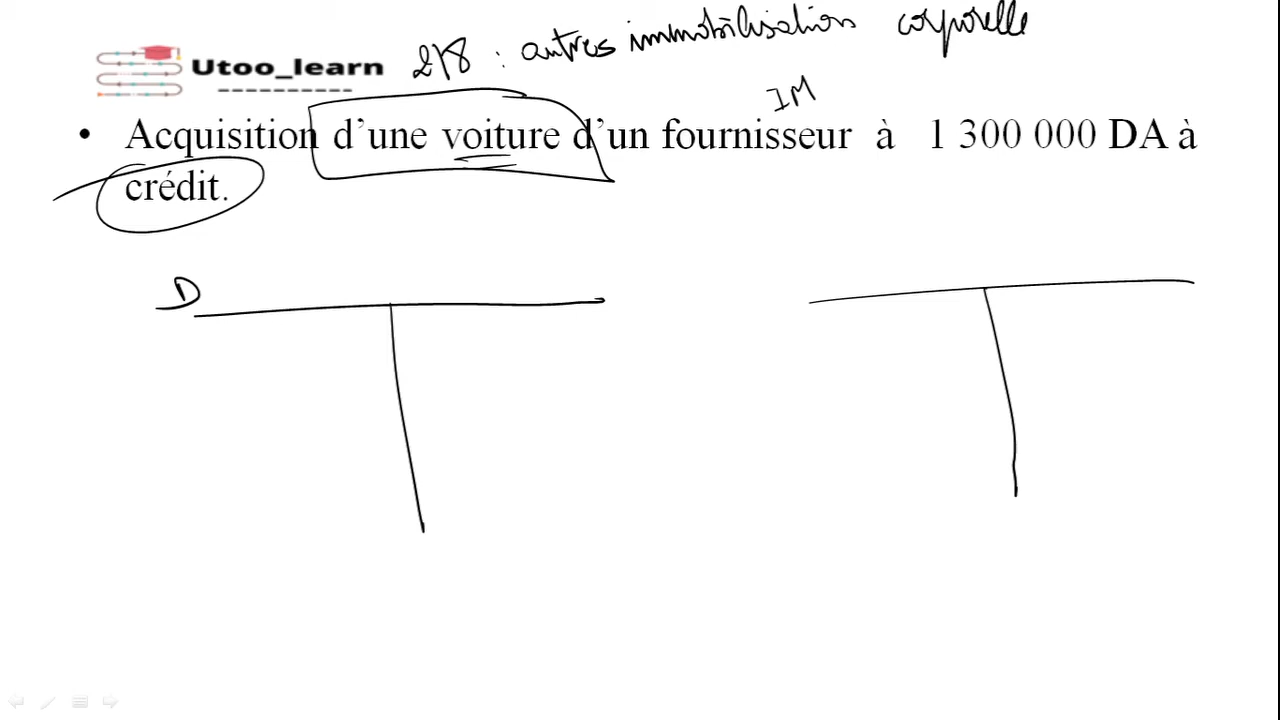 218 : autres immobilisation corporelle
Utoo_learn
IM
• Acquisition d’une voiture d’un fournisseur à 1 300 000 DA à
crédit.
D